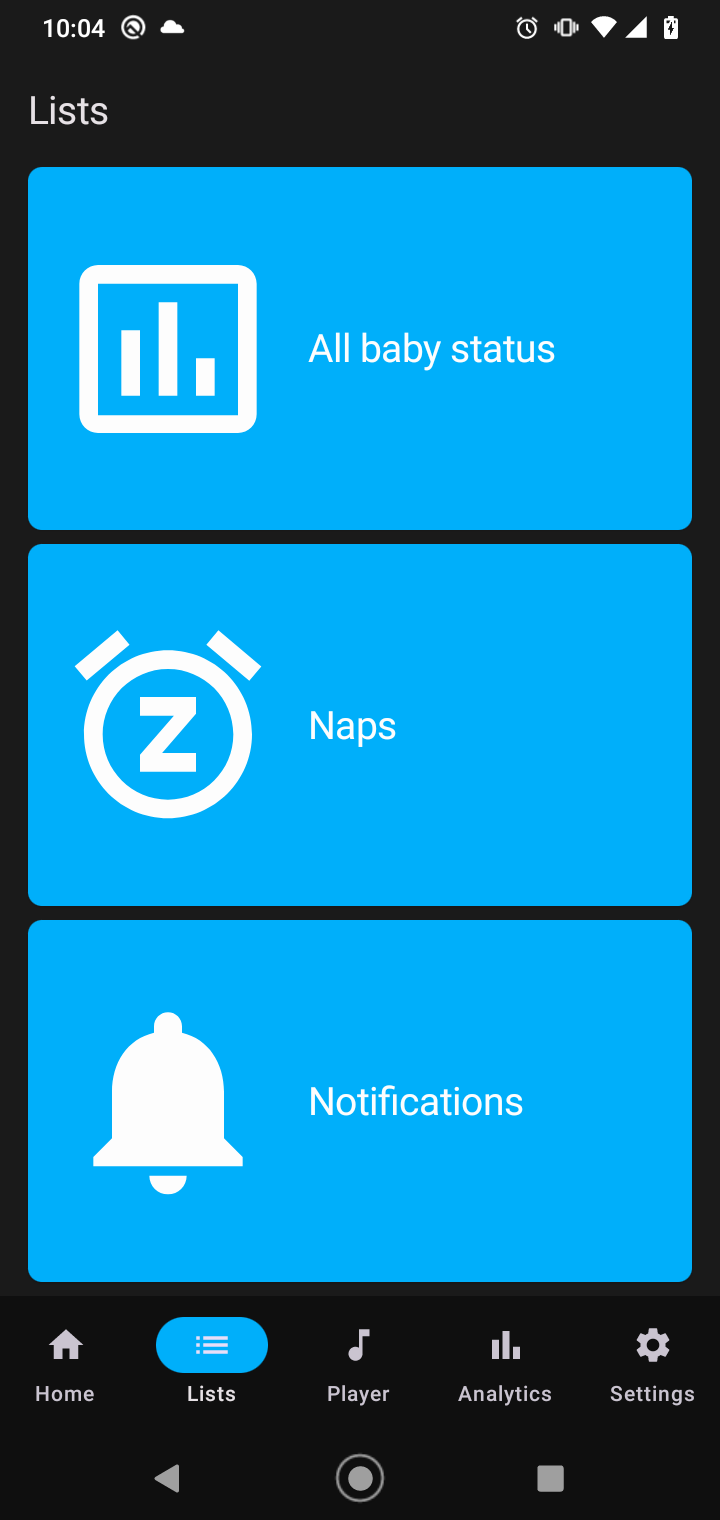 10:04
Lists
All baby status
Naps
Notifications
Home
Lists
Player
Analytics
Settings